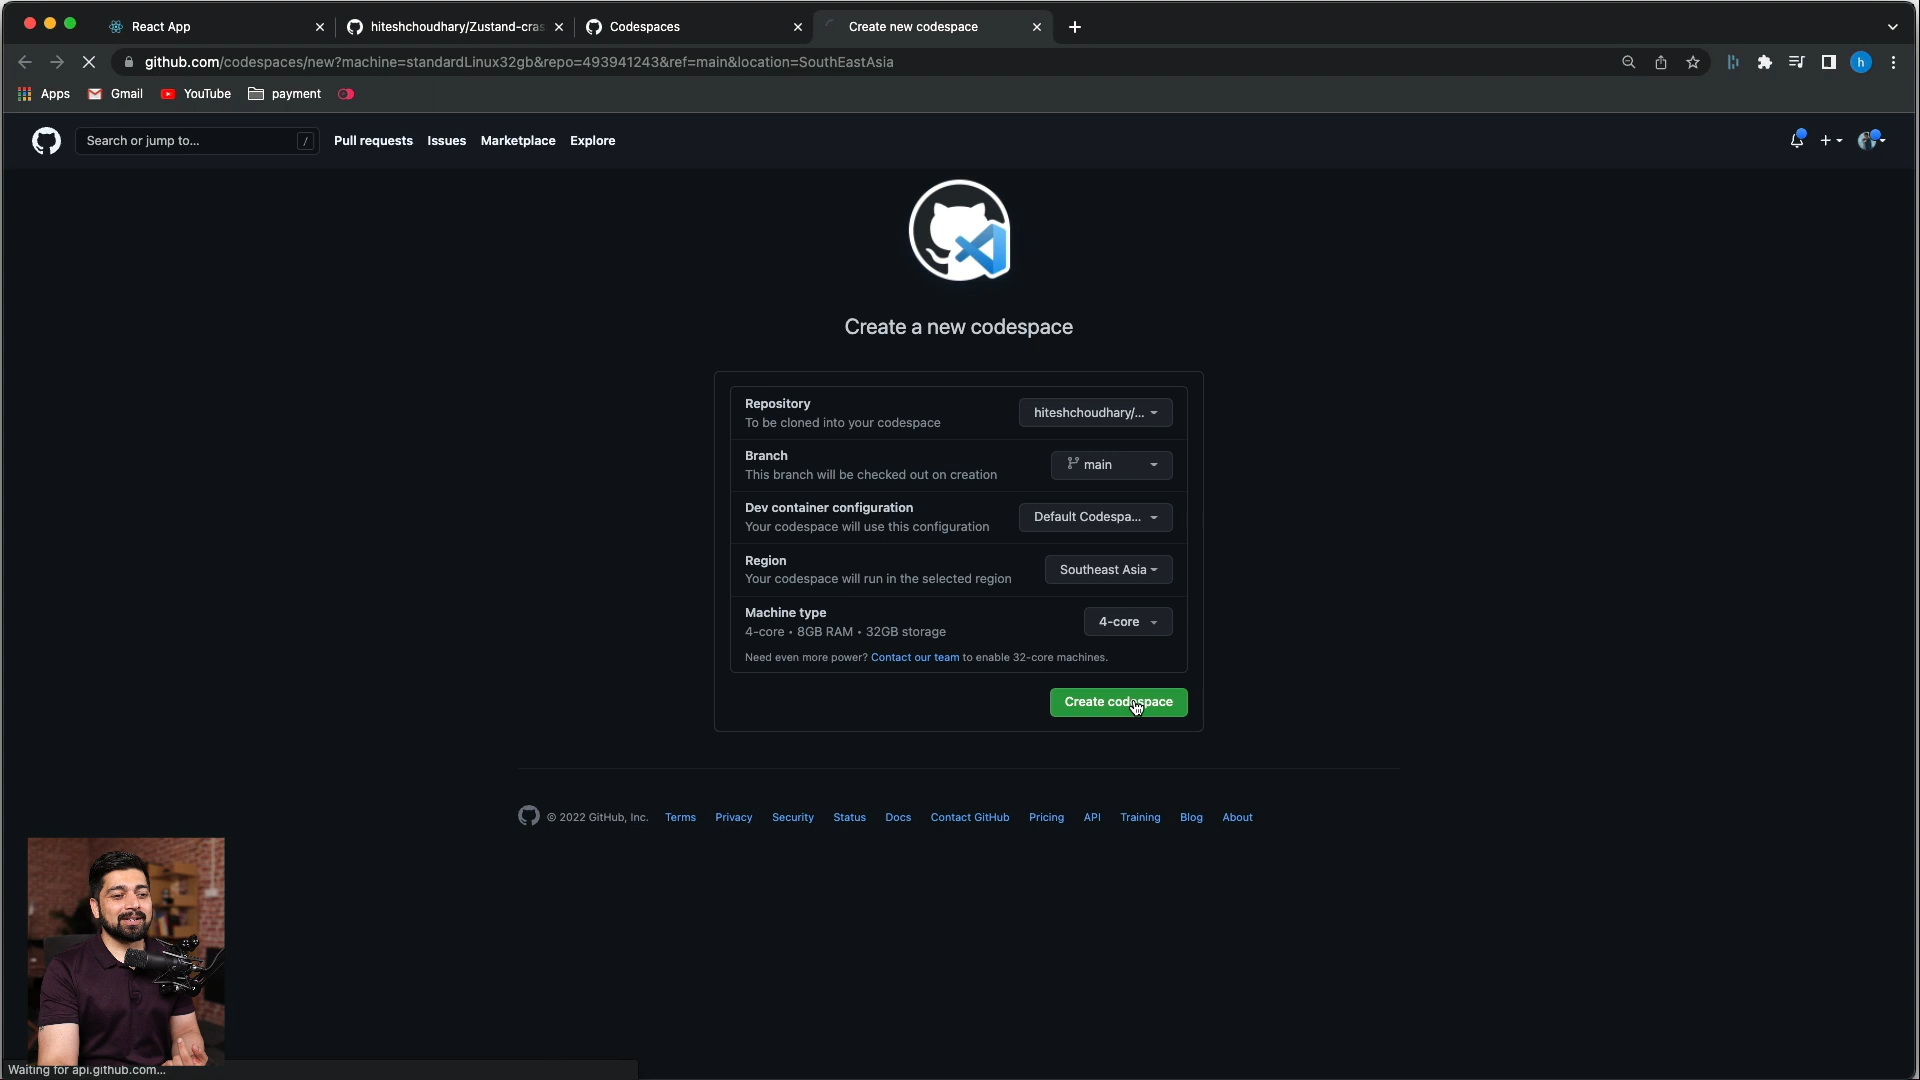 React App
hiteshchoudhary/Zustand-cras
Codespaces
Create new codespace
github.com/codespaces/new?machine=standardLinux32gb&repo=493941243&ref=main&location=SouthEastAsia
h
Apps
Gmail
YouTube
payment
Search or jump to...
/
Pull requests
Issues
Marketplace
Explore
Create a new codespace
Repository
To be cloned into your codespace
hiteshchoudhary/...
Branch
This branch will be checked out on creation
main
Dev container configuration
Your codespace will use this configuration
Default Codespa...
Region
Your codespace will run in the selected region
Southeast Asia
Machine type
4-core • 8GB RAM • 32GB storage
4-core
Need even more power? Contact our team to enable 32-core machines.
Create codespace
© 2022 GitHub, Inc.
Terms
Privacy
Security
Status
Docs
Contact GitHub
Pricing
API
Training
Blog
About
Waiting for api.github.com...